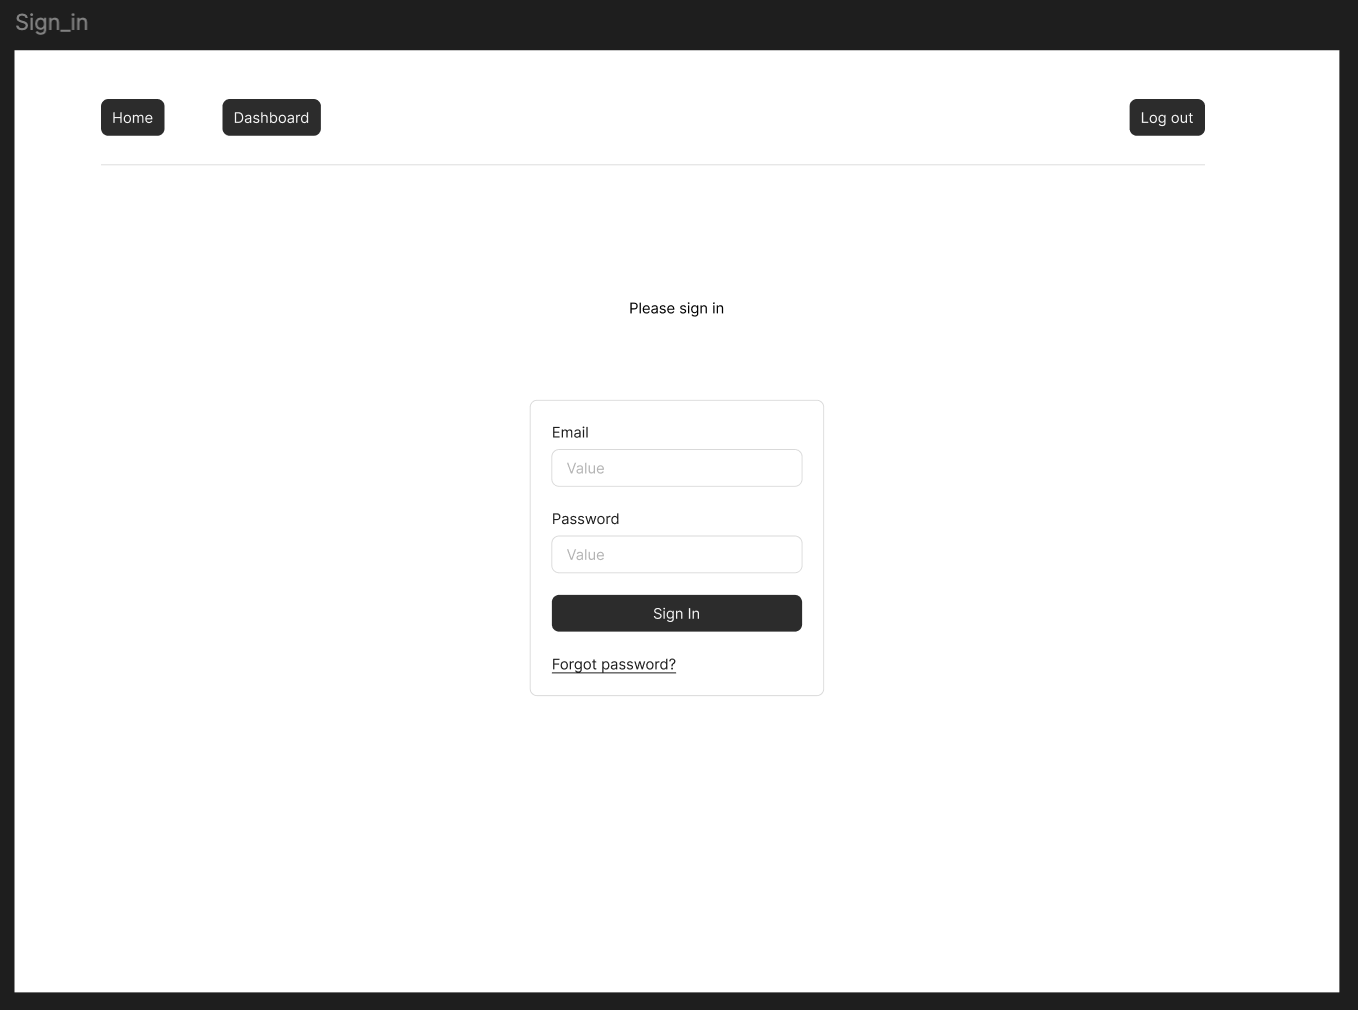 Sign_in
Home Dashboard Log out
Please sign in
Email
Value
Password
Value
Sign In
Forgot password?